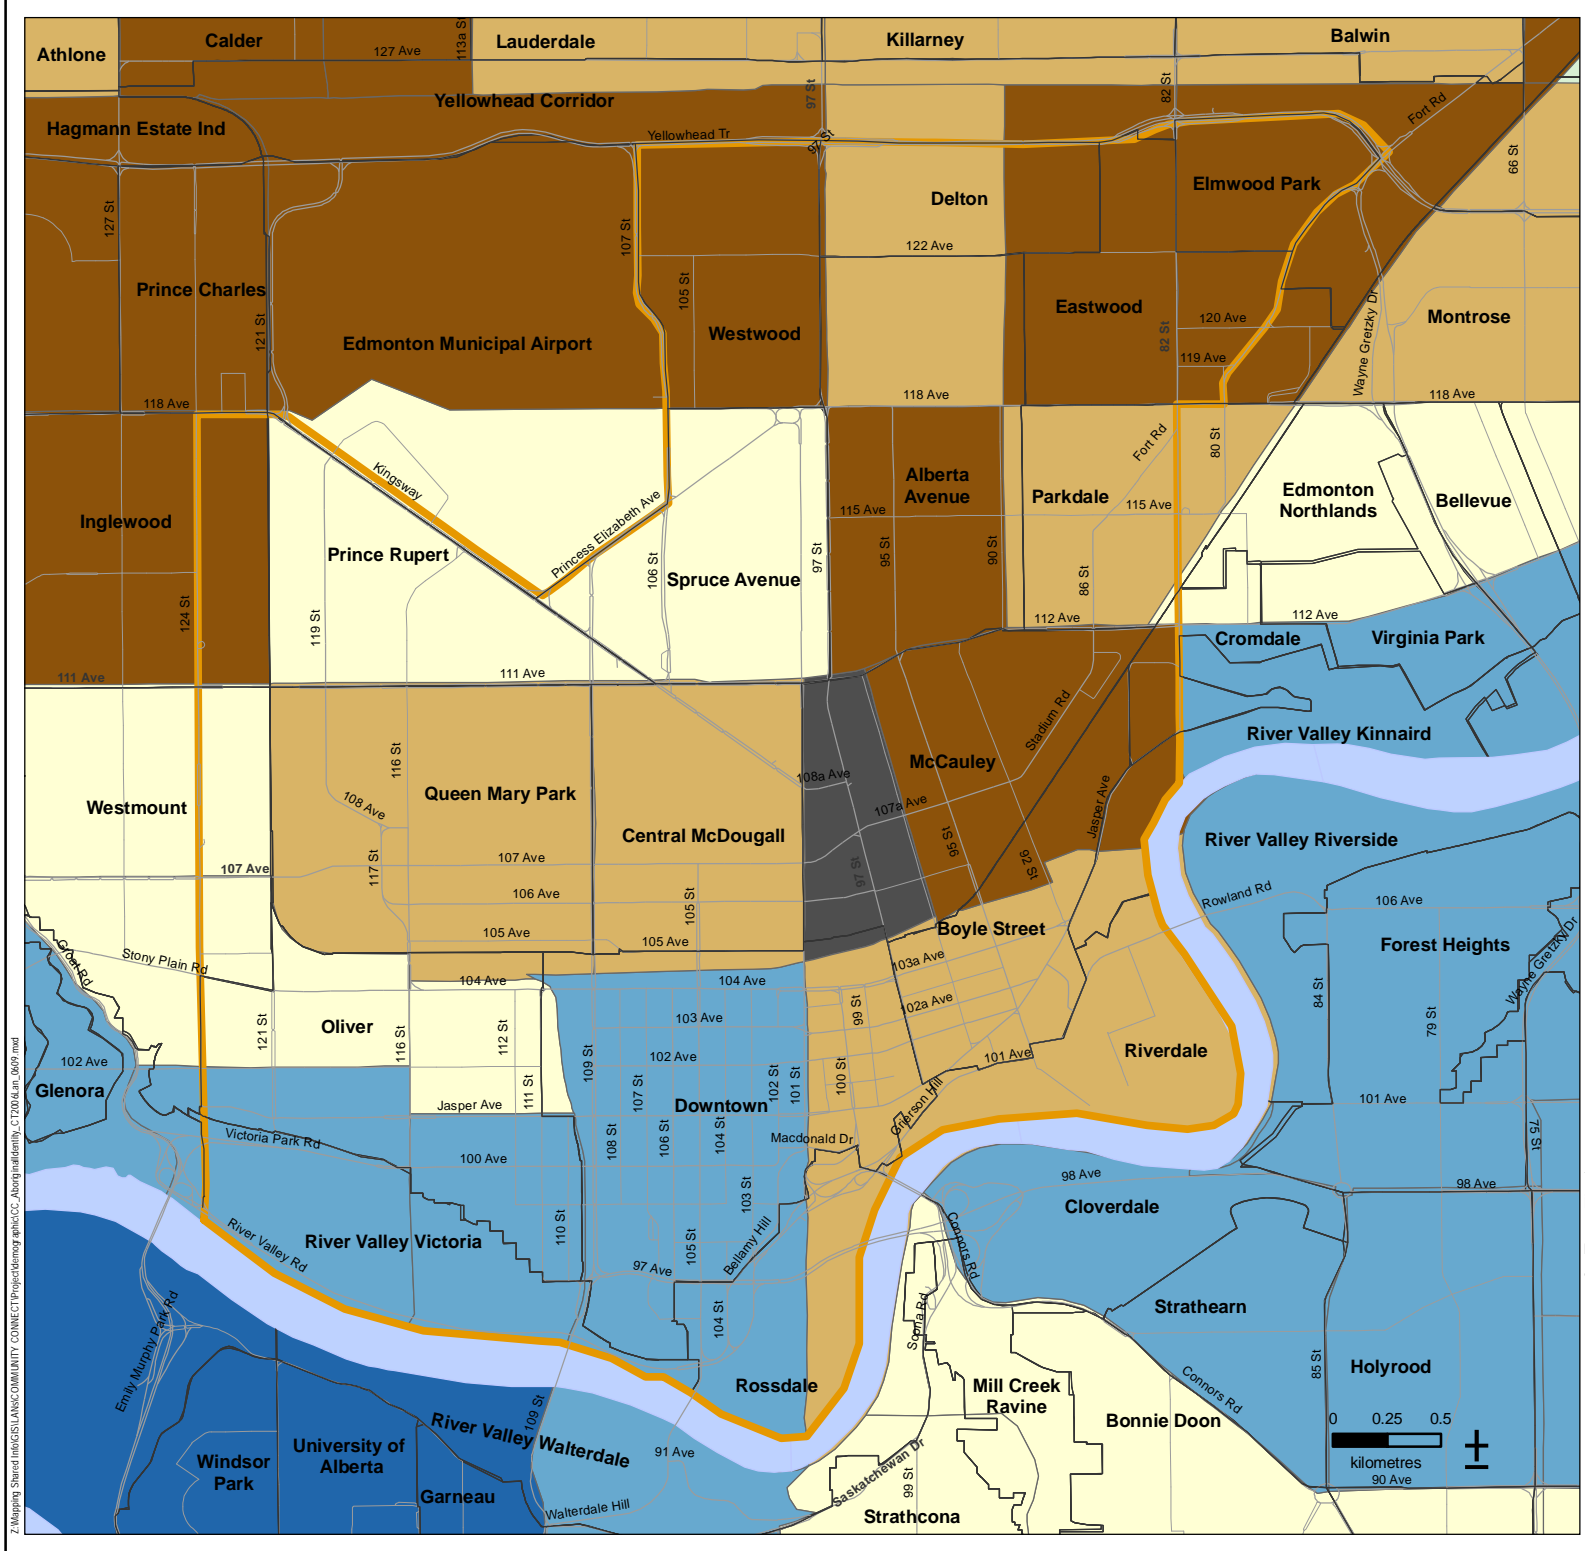 Athlone
Calder
127 Ave
113a St
Lauderdale
Killarney
Balwin
Yellowhead Corridor
97 St
82 St
Fort Rd
Hagmann Estate Ind
Yellowhead Tr
97 St
66 St
127 St
Delton
Elmwood Park
107 St
122 Ave
Prince Charles
105 St
Eastwood
121 St
Edmonton Municipal Airport
Westwood
82 St
120 Ave
Wayne Gretzky Dr
Montrose
119 Ave
118 Ave
118 Ave
118 Ave
Kingsway
Fort Rd
80 St
Alberta
Avenue
Parkdale
Edmonton
Northlands
Bellevue
Inglewood
Princess Elizabeth Ave
115 Ave
115 Ave
Prince Rupert
106 St
Spruce Avenue
97 St
95 St
90 St
86 St
124 St
119 St
112 Ave
112 Ave
Cromdale
Virginia Park
111 Ave
111 Ave
Stadium Rd
River Valley Kinnaird
116 St
108a Ave
McCauley
Westmount
108 Ave
Queen Mary Park
107a Ave
Jasper Ave
Central McDougall
95 St
River Valley Riverside
107 Ave
117 St
107 Ave
97 St
92 St
106 Ave
105 St
Rowland Rd
106 Ave
105 Ave
105 Ave
Boyle Street
Forest Heights
Groat Rd
Stony Plain Rd
103a Ave
Wayne Gretzky Dr
104 Ave
104 Ave
84 St
102a Ave
99 St
103 Ave
79 St
121 St
Oliver
116 St
112 St
102 Ave
109 St
102 Ave
101 Ave
Riverdale
Glenora
111 St
107 St
102 St
101 St
100 St
Jasper Ave
Downtown
Grierson Hill
101 Ave
Victoria Park Rd
108 St
106 St
104 St
Macdonald Dr
75 St
100 Ave
98 Ave
98 Ave
103 St
Cloverdale
River Valley Rd
River Valley Victoria
110 St
105 St
Bellamy Hill
Connors Rd
97 Ave
Emily Murphy Park Rd
104 St
Scona Rd
Strathearn
Rossdale
85 St
Holyrood
Mill Creek
Ravine
Connors Rd
Bonnie Doon
109 St
River Valley Walterdale
0 0.25 0.5
University of
Alberta
91 Ave
Windsor
Park
kilometres
Saskatchewan Dr
99 St
90 Ave
Garneau
Walterdale Hill
Strathcona